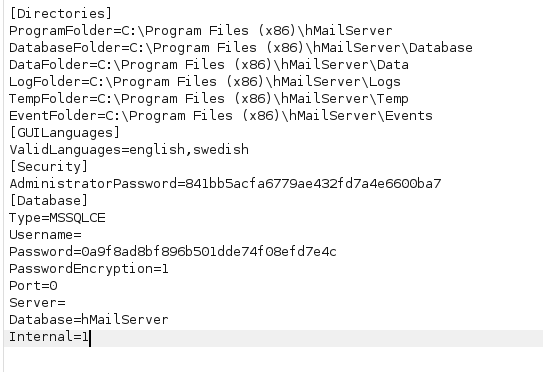 [Directories]
ProgramFolder=C:\Program Files (x86)\hMailServer
DatabaseFolder=C:\Program Files (x86)\hMailServer\Database
DataFolder=C:\Program Files (x86)\hMailServer\Data
LogFolder=C:\Program Files (x86)\hMailServer\Logs
TempFolder=C:\Program Files (x86)\hMailServer\Temp
EventFolder=C:\Program Files (x86)\hMailServer\Events
[GUILanguages]
ValidLanguages=english,swedish
[Security]
AdministratorPassword=841bb5acfa6779ae432fd7a4e6600ba7
[Database]
Type=MSSQLCE
Username=
Password=0a9f8ad8bf896b501dde74f08efd7e4c
PasswordEncryption=1
Port=0
Server=
Database=hMailServer
Internal=1